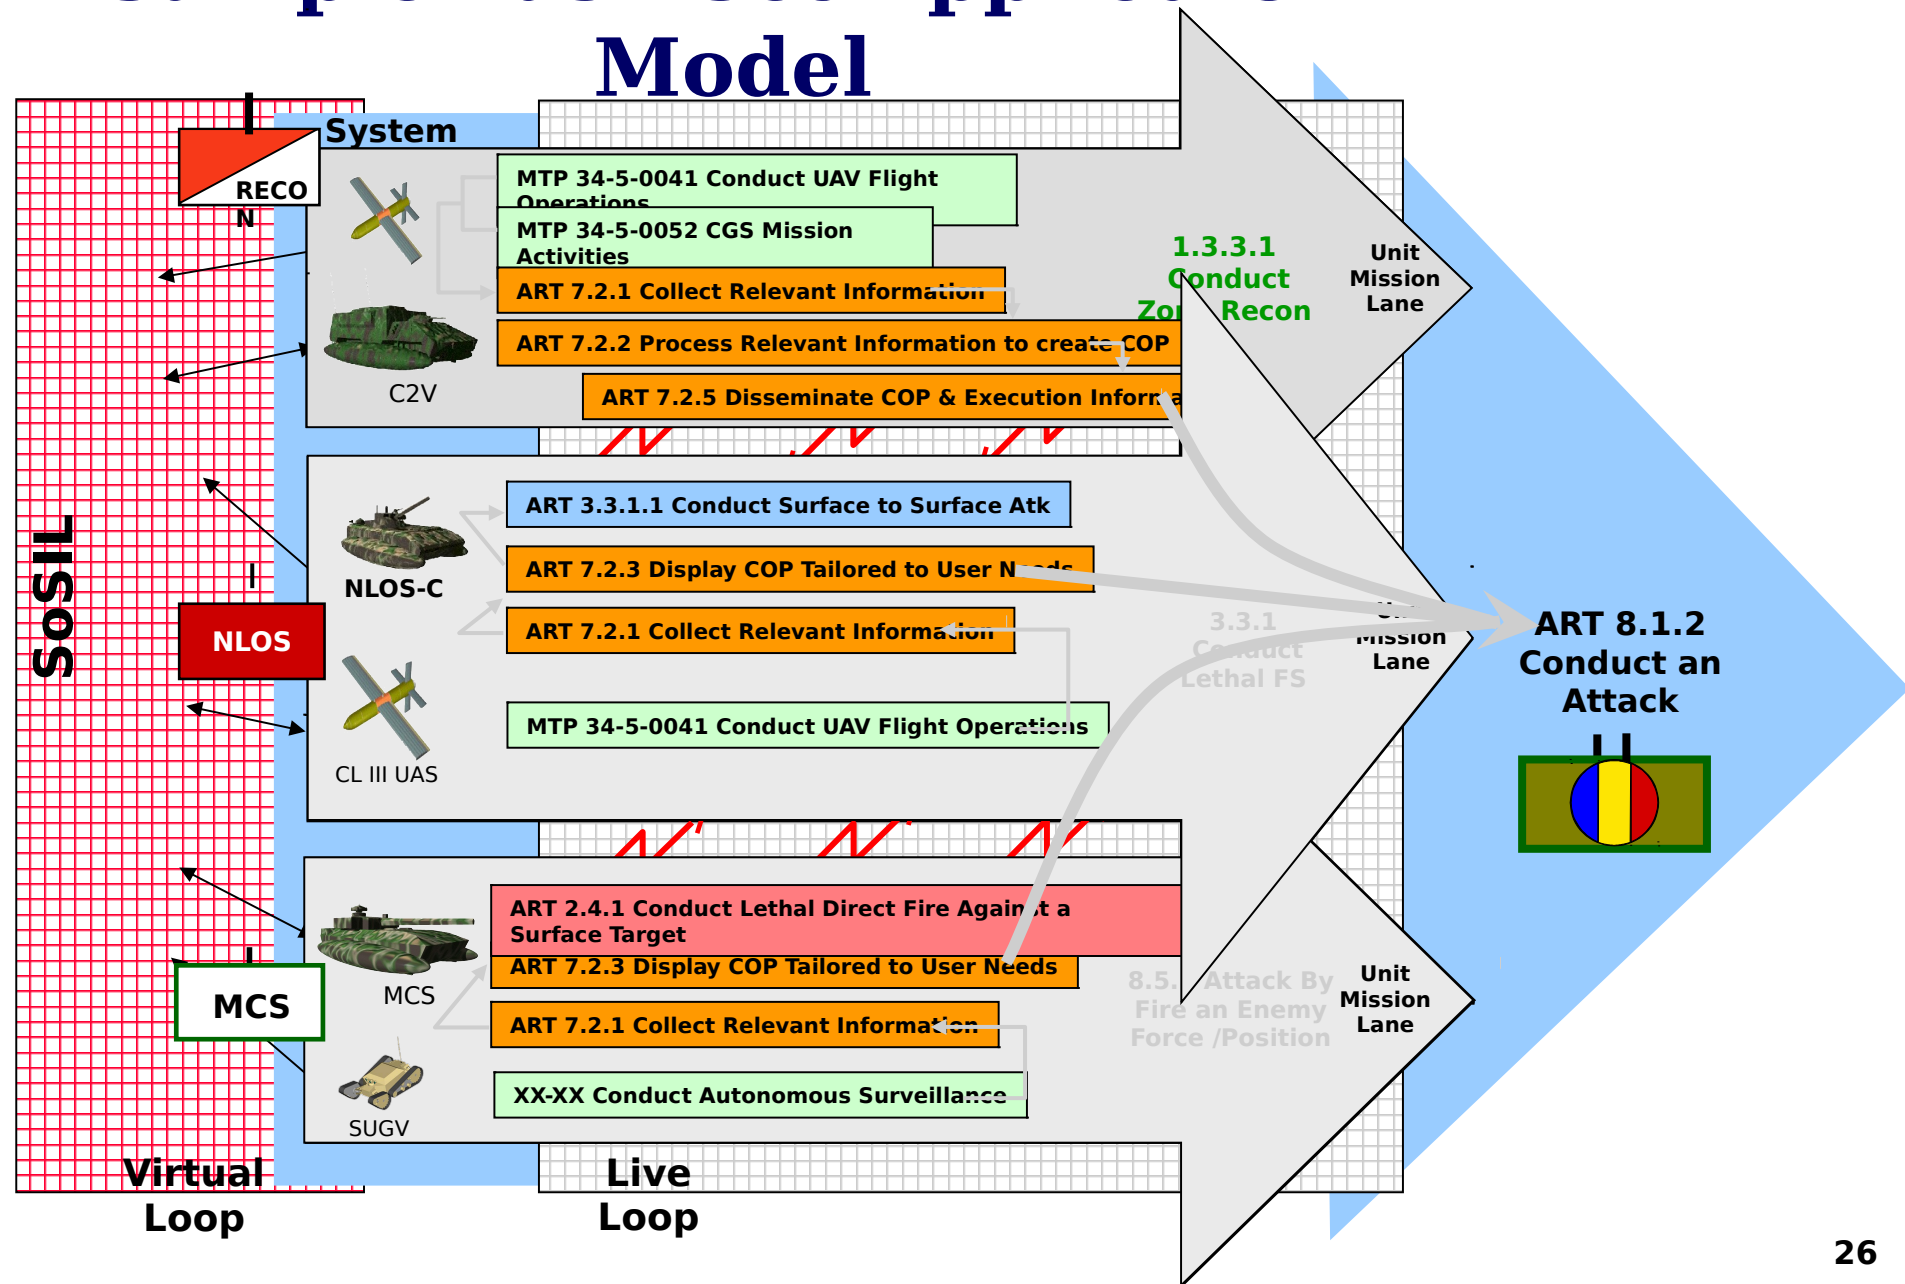 Model
System
RECO
N
MTP 34-5-0041 Conduct UAV Flight
Operations
MTP 34-5-0052 CGS Mission
Activities
ART 7.2.1 Collect Relevant Information
ART 7.2.2 Process Relevant Information to create COP
ART 7.2.5 Disseminate COP & Execution
C2V
1.3.3.1
Conduct
Recon
Unit
Mission
Lane
SoSIL
ART 3.3.1.1 Conduct Surface to Surface Atk
NLOS-C
ART 7.2.3 Display COP Tailored to User Needs
ART 7.2.1 Collect Relevant Information
NLOS
3.3.1
Conduct
Lethal FS
Unit
Mission
Lane
MTP 34-5-0041 Conduct UAV Flight Operations
CL III UAS
ART 8.1.2
Conduct an
Attack
ART 2.4.1 Conduct Lethal Direct Fire Against a
Surface Target
ART 7.2.3 Display COP Tailored to User Needs
MCS
MCS
ART 7.2.1 Collect Relevant Information
Attack By
Fire an Enemy
Force /Position
Unit
Mission
Lane
XX-XX Conduct Autonomous Surveillance
SUGV
Virtual
Loop
Live
Loop
26